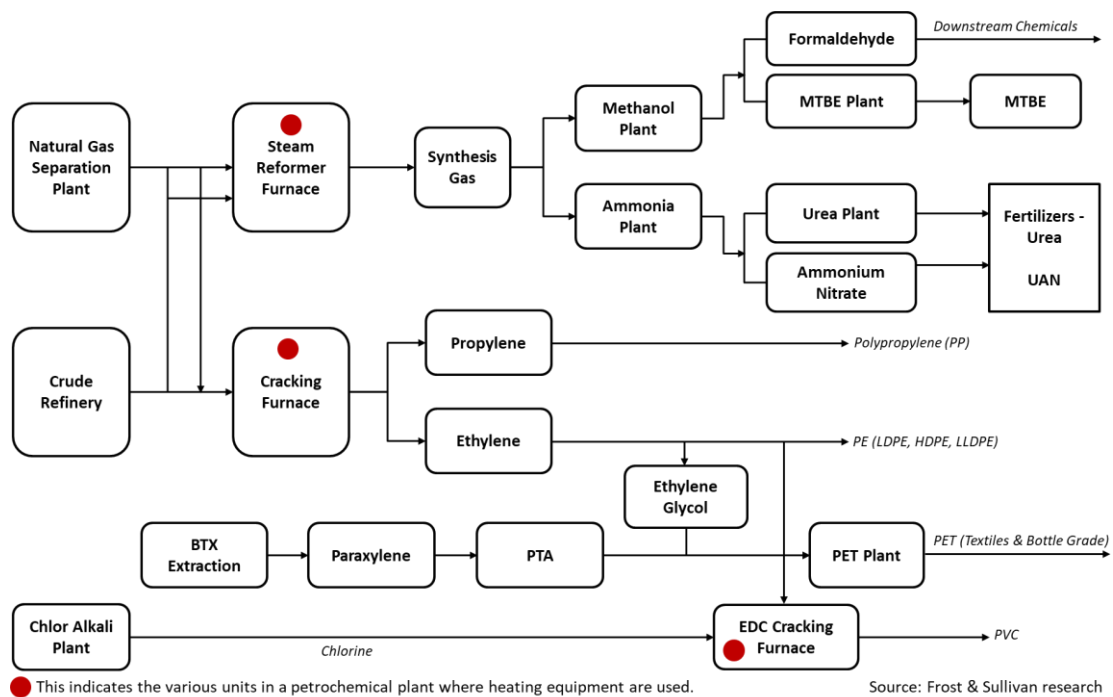 Downstream Chemicals
Formaldehyde
Methanol
Plant
MTBE Plant
MTBE
Natural Gas
Separation
Plant
Steam
Reformer
Furnace
Synthesis
Gas
Ammonia
Plant
Urea Plant
Ammonium
Nitrate
Fertilizers -
Urea
UAN
Crude
Refinery
Cracking
Furnace
Propylene
Polypropylene (PP)
Ethylene
PE (LDPE, HDPE, LLDPE)
Ethylene
Glycol
BTX
Extraction
Paraxylene
PTA
PET Plant
PET (Textiles & Bottle Grade)
Chlor Alkali
Plant
Chlorine
EDC Cracking
Furnace
PVC
This indicates the various units in a petrochemical plant where heating equipment are used.
Source: Frost & Sullivan research